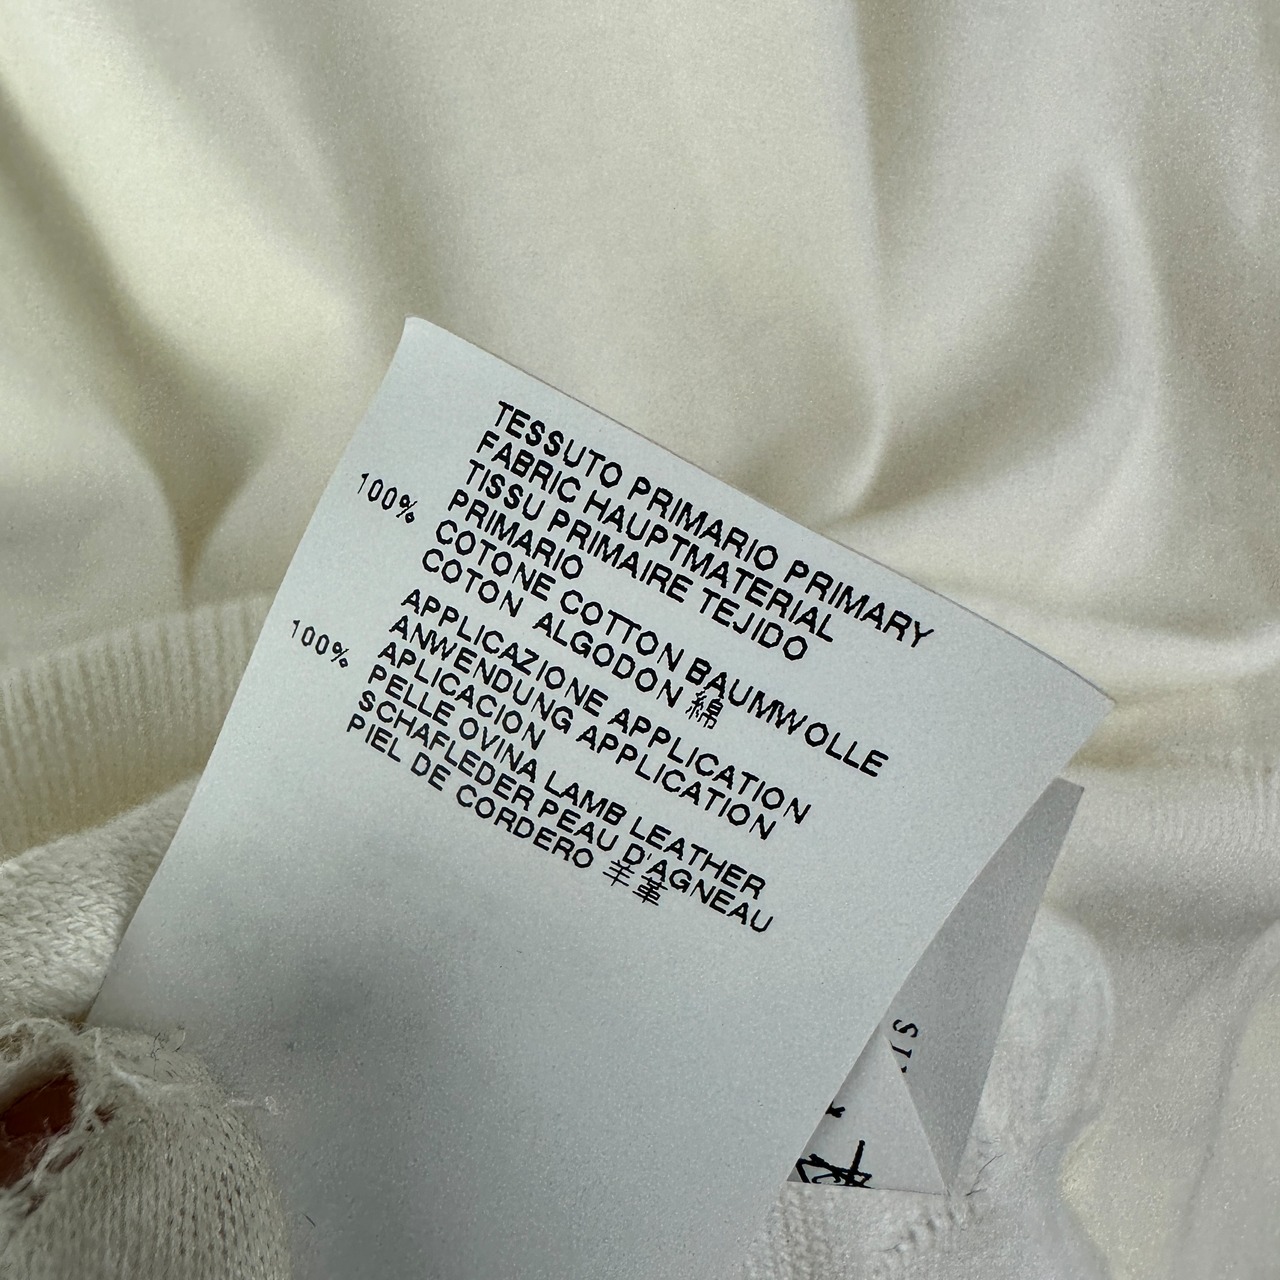 TESSUTO PRIMARIO PRIMARY
FABRIC HAUPTMATERIAL
TISSU PRIMAIRE TEJIDO
PRIMARIO
100% COTONE COTTON BAUMWOLLE
COTON ALGODON 綿
APPLICAZIONE APPLICATION
ANWENDUNG APPLICATION
APLICACION
100% PELLE OVINA LAMB LEATHER
SCHAFLEDER PEAU D'AGNEAU
PIEL DE CORDERO 羊革